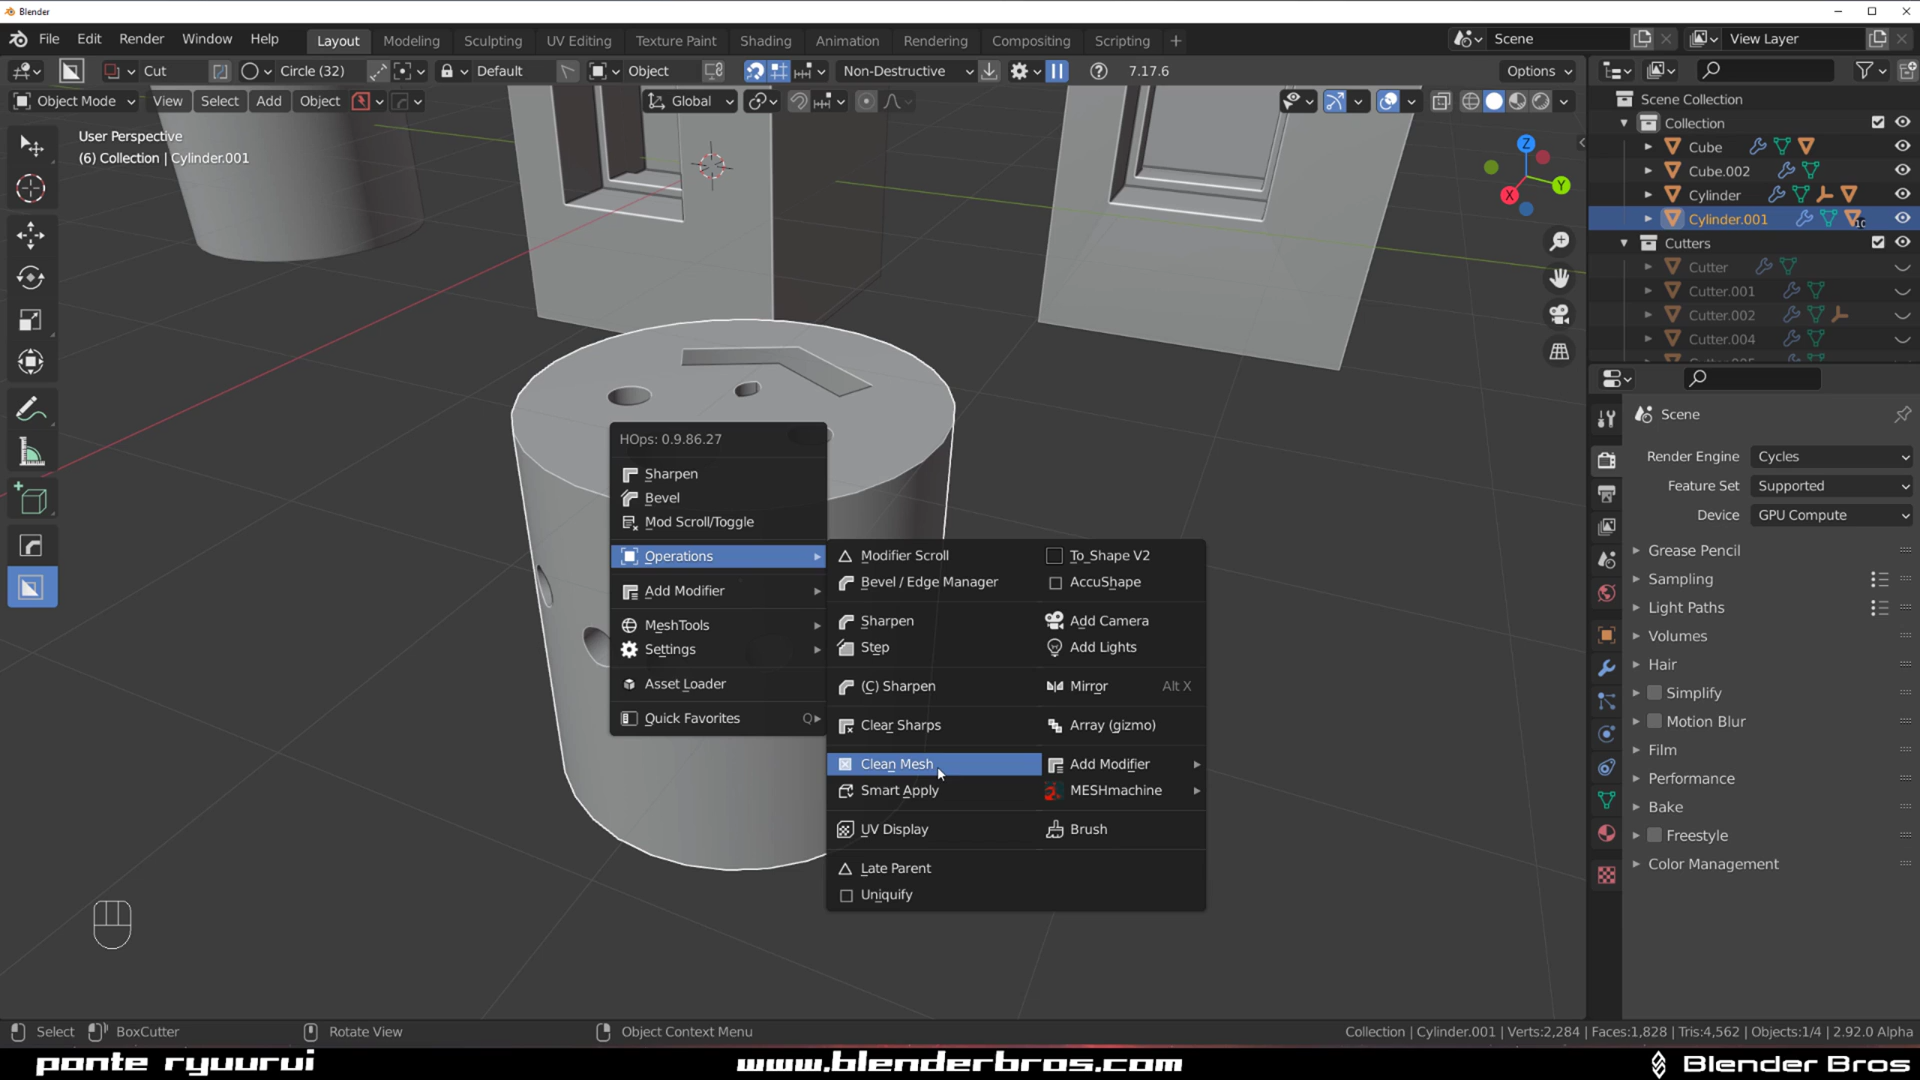 Blender
File Edit Render Window Help Layout Modeling Sculpting UV Editing Texture Paint Shading Animation Rendering Compositing Scripting + Scene View Layer
Cut Circle (32) Default Object Non-Destructive 7.17.6 Options
Object Mode View Select Add Object Global
User Perspective
(6) Collection | Cylinder.001
Z
Y
X
Scene Collection
Collection
Cube
Cube.002
Cylinder
Cylinder.001
Cutters
Cutter
Cutter.001
Cutter.002
Cutter.004
HOps: 0.9.86.27
Sharpen
Bevel
Mod Scroll/Toggle
Operations
Add Modifier
MeshTools
Settings
Asset Loader
Quick Favorites Q
Modifier Scroll To_Shape V2
Bevel / Edge Manager AccuShape
Sharpen Add Camera
Step Add Lights
(C) Sharpen Mirror Alt X
Clear Sharps Array (gizmo)
Clean Mesh Add Modifier
Smart Apply MESHmachine
UV Display Brush
Late Parent
Uniquify
Scene
Render Engine Cycles
Feature Set Supported
Device GPU Compute
Grease Pencil
Sampling
Light Paths
Volumes
Hair
Simplify
Motion Blur
Film
Performance
Bake
Freestyle
Color Management
Select BoxCutter Rotate View Object Context Menu Collection | Cylinder.001 | Verts:2,284 | Faces:1,828 | Tris:4,562 | Objects:1/4 | 2.92.0 Alpha
ponte ryuurui www.blenderbros.com Blender Bros